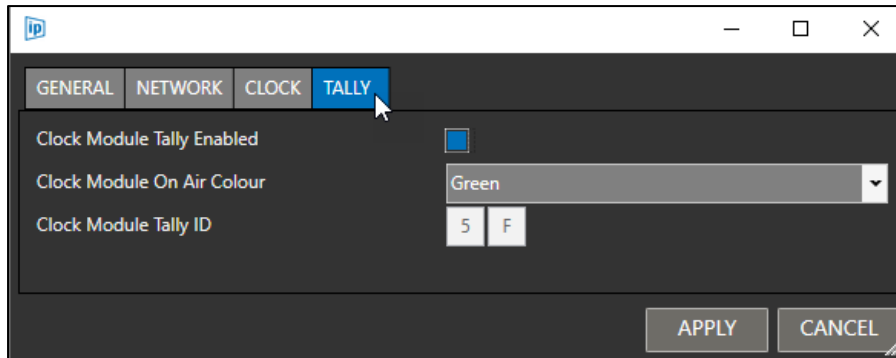 ip
GENERAL NETWORK CLOCK TALLY
Clock Module Tally Enabled
Clock Module On Air Colour Green
Clock Module Tally ID 5 F
APPLY CANCEL